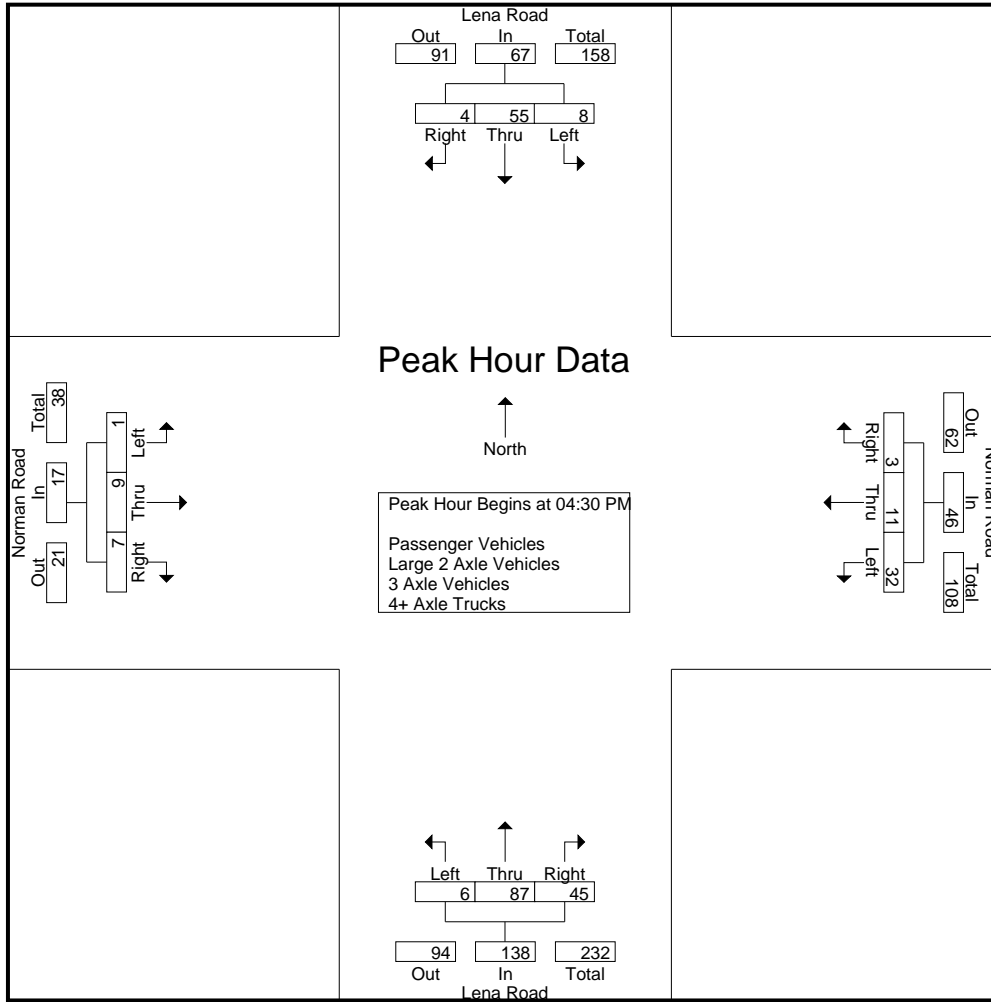 Lena Road
Out In Total
91 67 158
4 55 8
Right Thru Left
Peak Hour Data
North
Peak Hour Begins at 04:30 PM
Passenger Vehicles
Large 2 Axle Vehicles
3 Axle Vehicles
4+ Axle Trucks
Norman Road
Out In Total
21 17 38
1 9 7
Left Thru Right
Norman Road
Out In Total
62 46 108
3 11 32
Right Thru Left
Left Thru Right
6 87 45
94 138 232
Out In Total
Lena Road